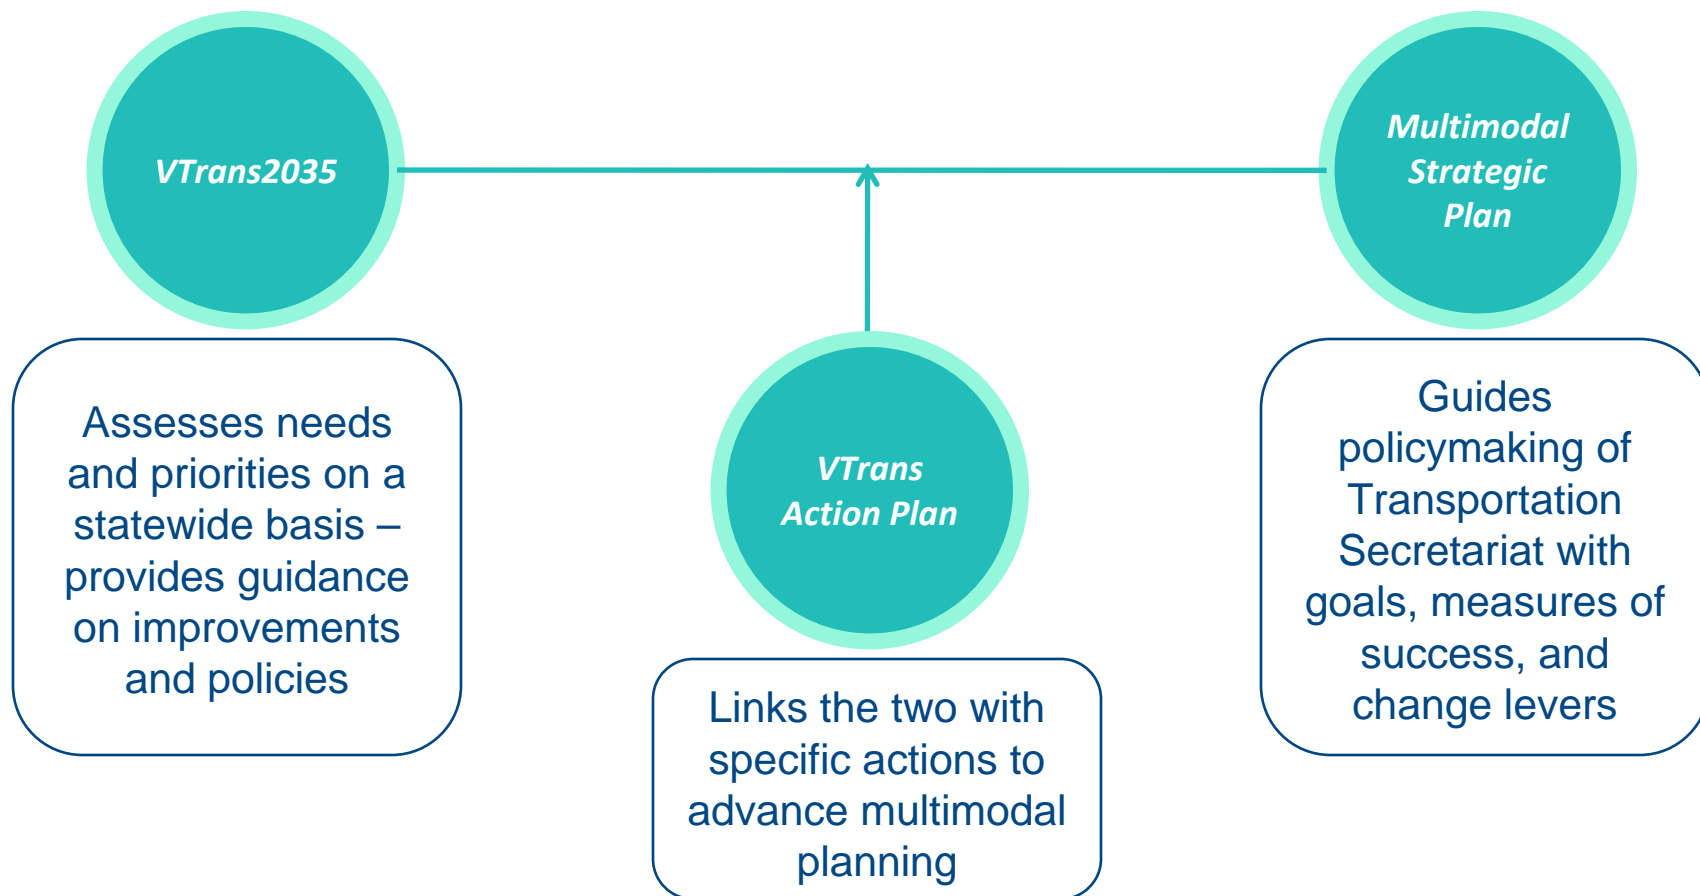 VTrans2035
Assesses needs
and priorities on a
statewide basis –
provides guidance
on improvements
and policies
VTrans
Action Plan
Links the two with
specific actions to
advance multimodal
planning
Multimodal
Strategic
Plan
Guides
policymaking of
Transportation
Secretariat with
goals, measures of
success, and
change levers